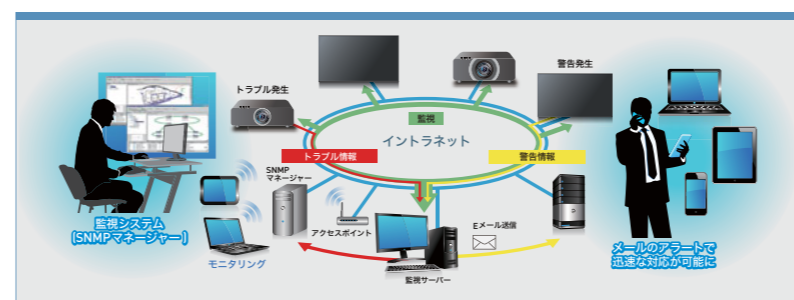 警告発生
トラブル発生
監視
イントラネット
トラブル情報
警告情報
SNMP
マネージャー
アクセスポイント
Eメール送信
監視システム
(SNMPマネージャー)
モニタリング
監視サーバー
メールのアラートで
迅速な対応が可能に